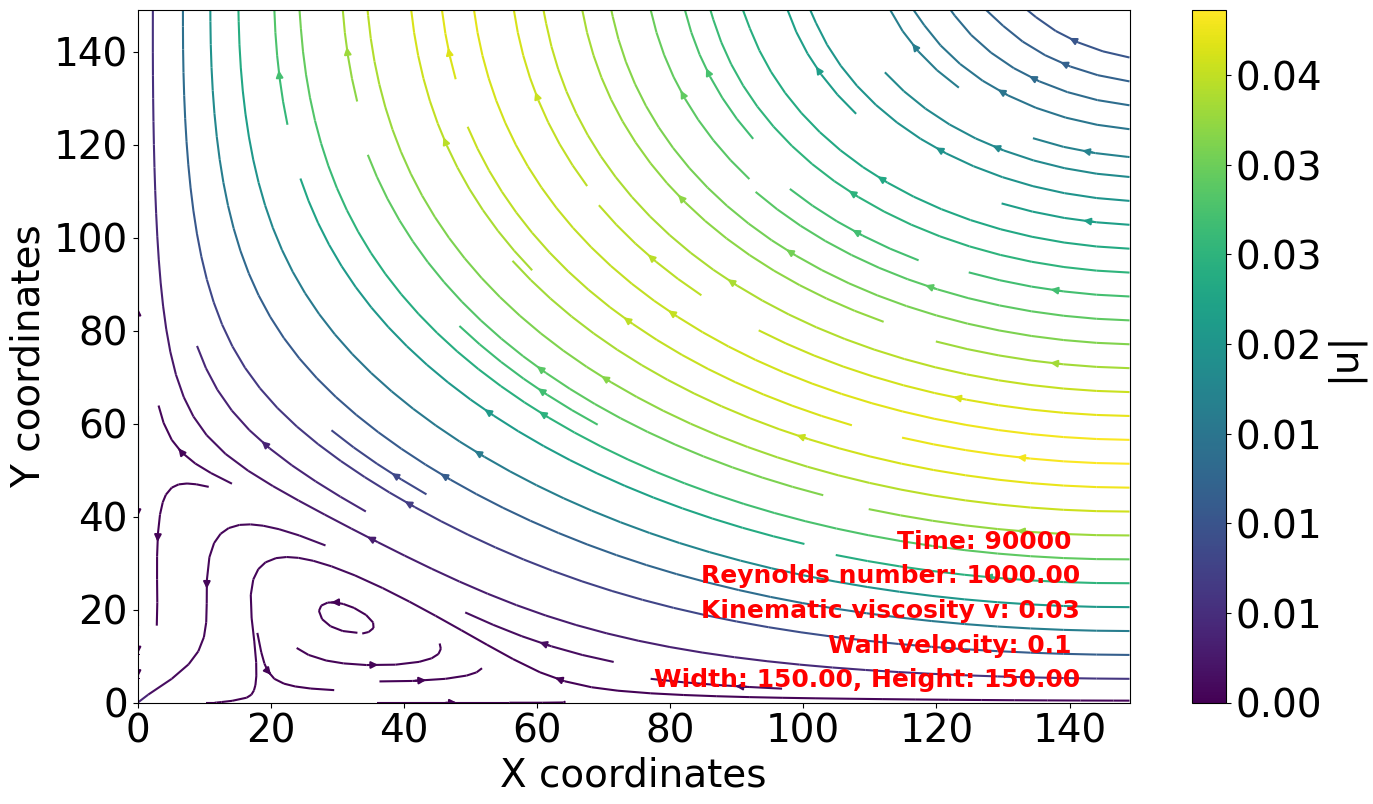 140
120
100
80
60
40
20
0
Y coordinates
0 20 40 60 80 100 120 140
X coordinates
Time: 90000
Reynolds number: 1000.00
Kinematic viscosity v: 0.03
Wall velocity: 0.1
Width: 150.00, Height: 150.00
0.04
0.03
0.03
0.02
0.01
0.01
0.01
0.00
|u|